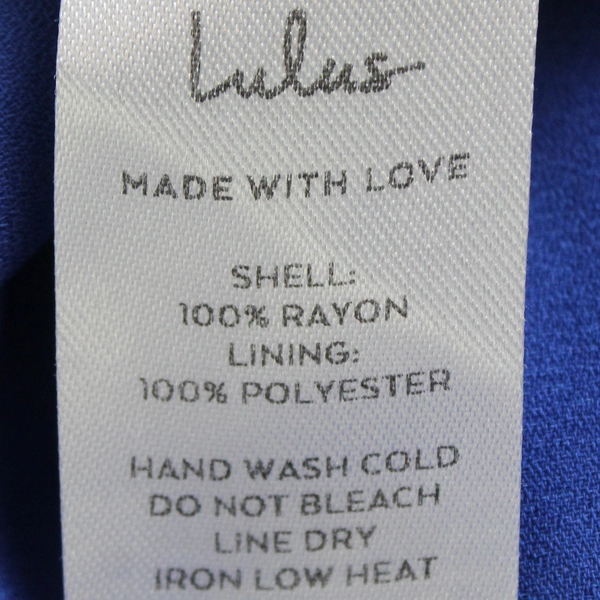 Lulus
MADE WITH LOVE
SHELL:
100% RAYON
LINING:
100% POLYESTER
HAND WASH COLD
DO NOT BLEACH
LINE DRY
IRON LOW HEAT